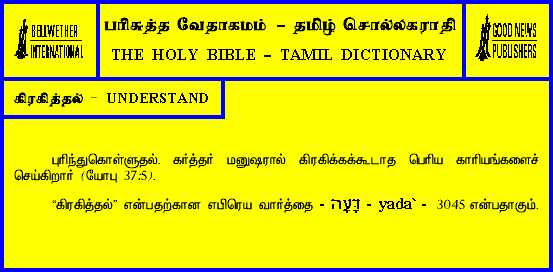 BELLWETHER
INTERNATIONAL
பரிசுத்த வேதாகமம் - தமிழ் சொல்லகராதி
THE HOLY BIBLE - TAMIL DICTIONARY
GOOD NEWS
PUBLISHERS
கிரகித்தல் - UNDERSTAND
புரிந்துகொள்ளுதல். கர்த்தர் மனுஷரால் கிரகிக்கக்கூடாத பெரிய காரியங்களைச்
செய்கிறார் (யோபு 37:5).
“கிரகித்தல்” என்பதற்கான எபிரெய வார்த்தை - דָעָה - yada` - 3045 என்பதாகும்.